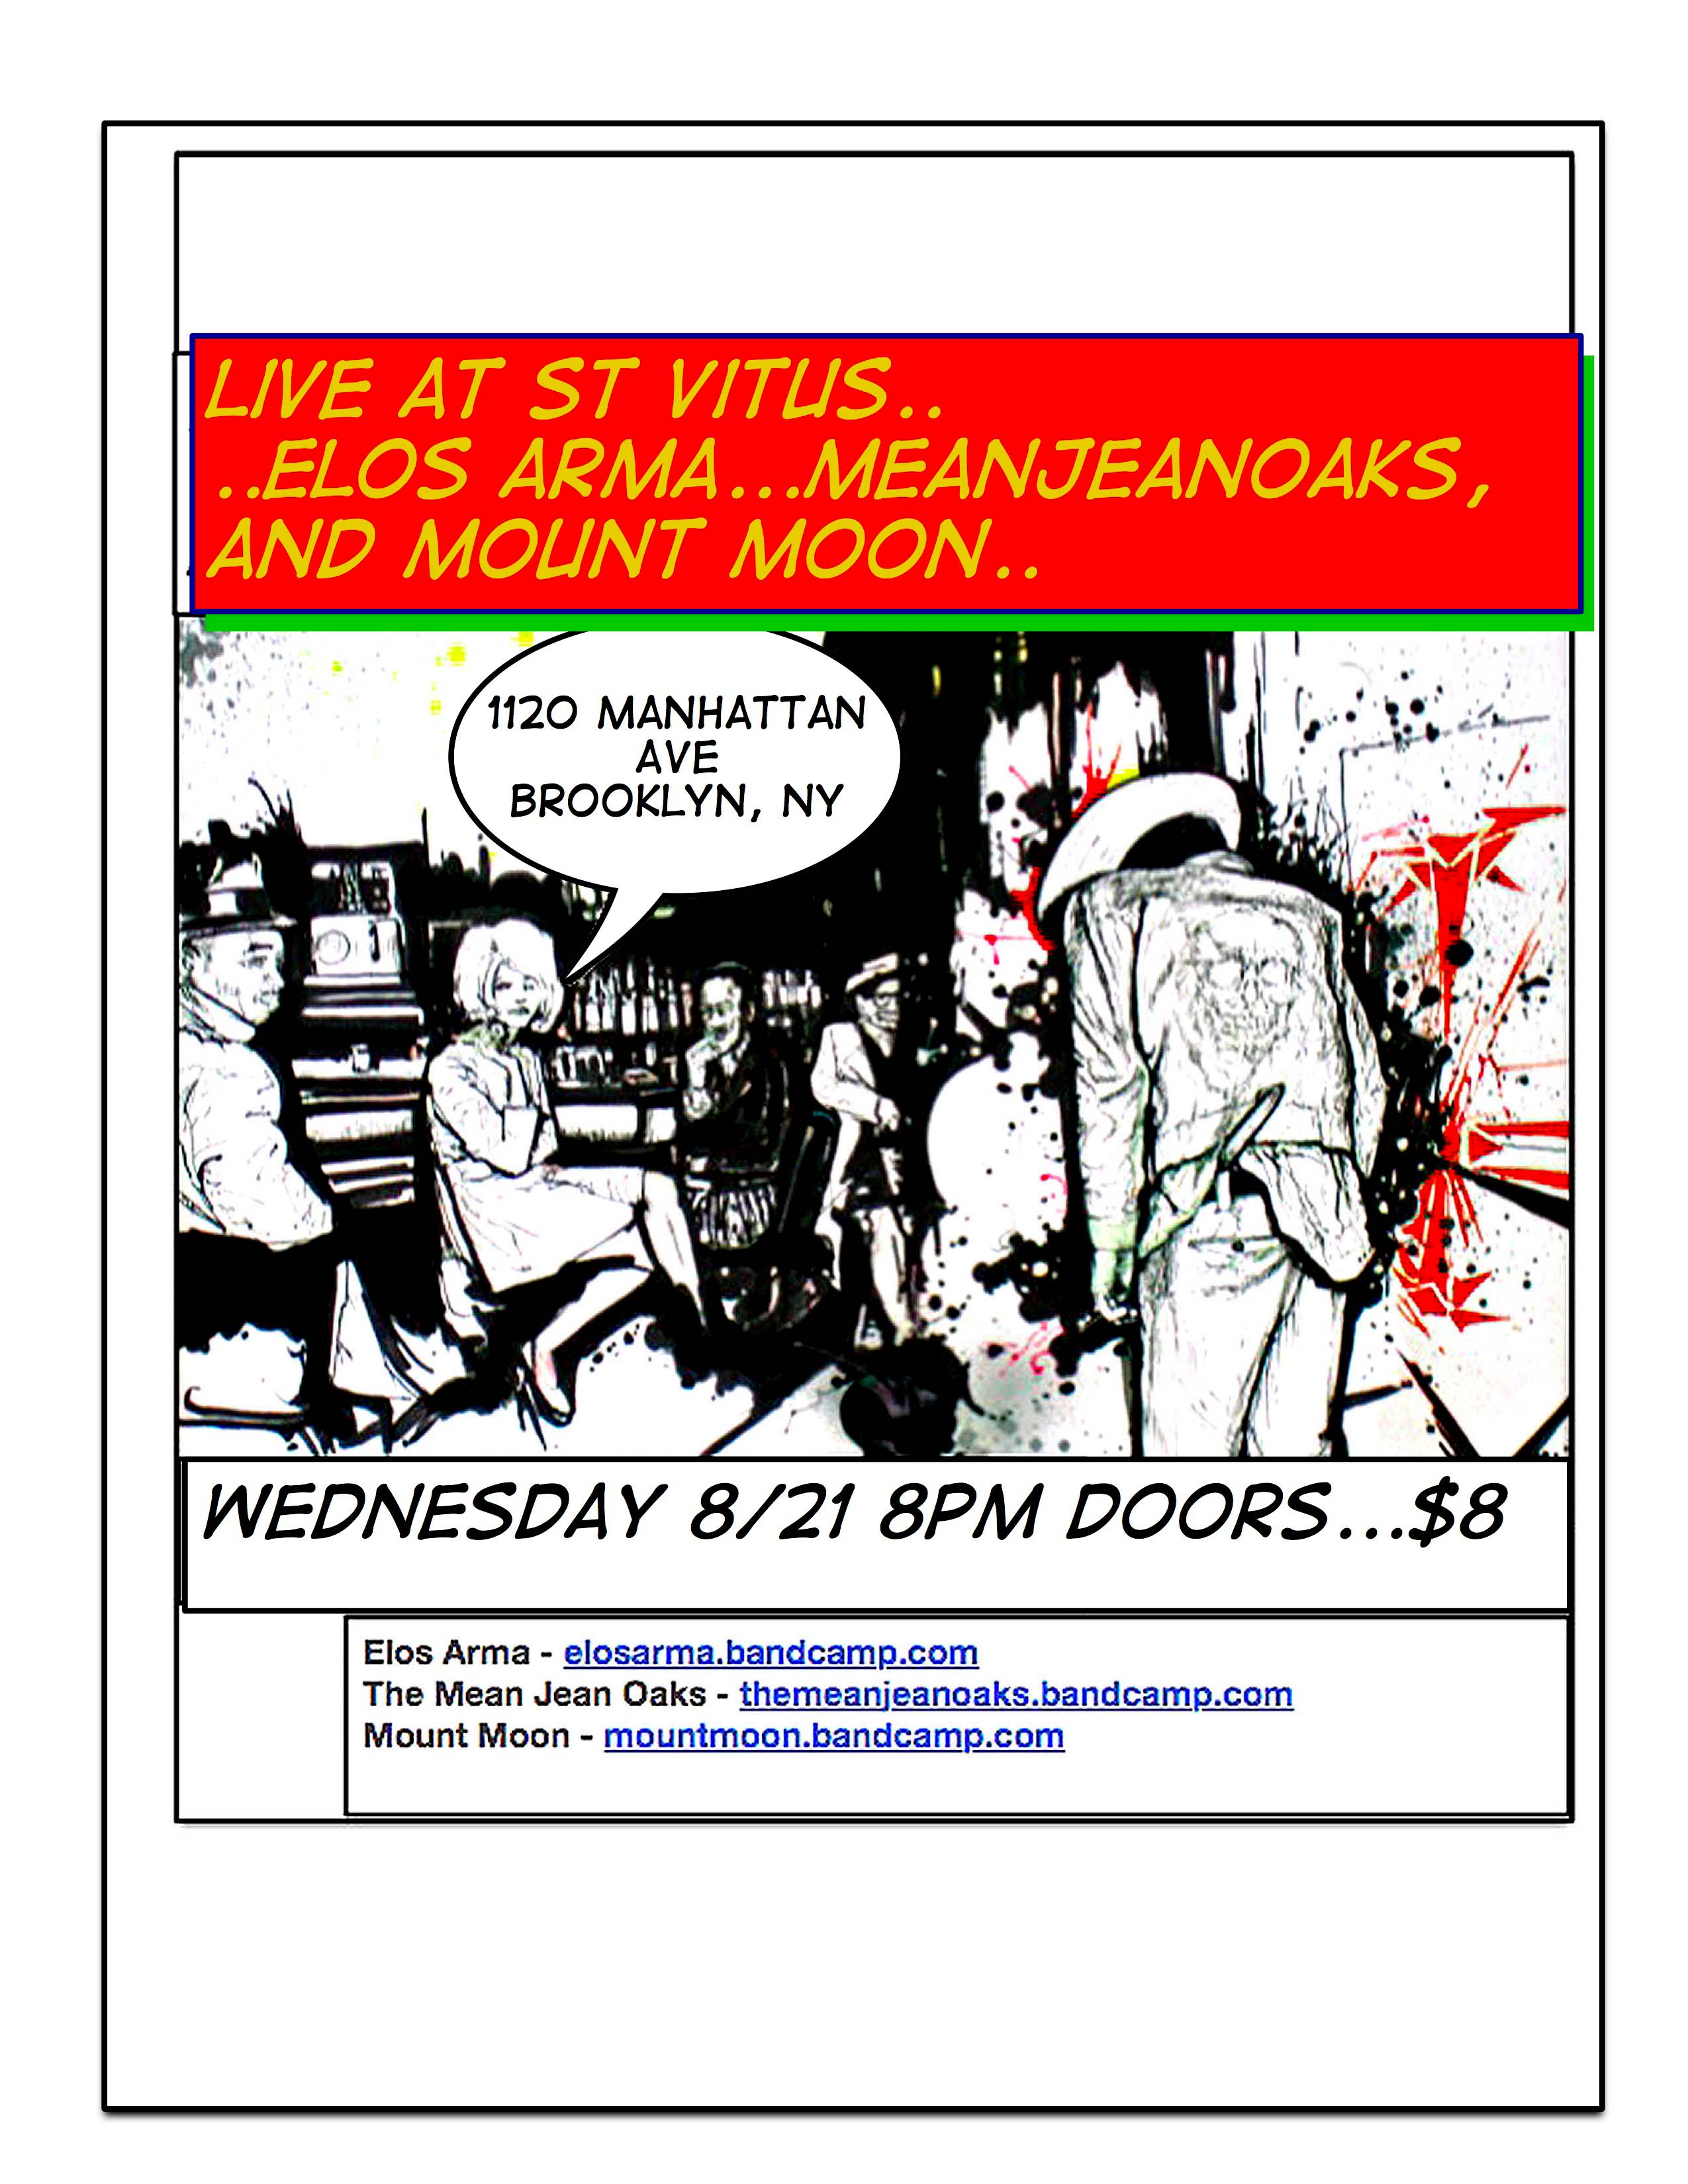 LIVE AT ST VITUS..
..ELOS ARMA...MEANJEANOAKS,
AND MOUNT MOON..
1120 MANHATTAN
AVE
BROOKLYN, NY
WEDNESDAY 8/21 8PM DOORS...$8
Elos Arma - elosarma.bandcamp.com
The Mean Jean Oaks - themeanjeanoaks.bandcamp.com
Mount Moon - mountmoon.bandcamp.com